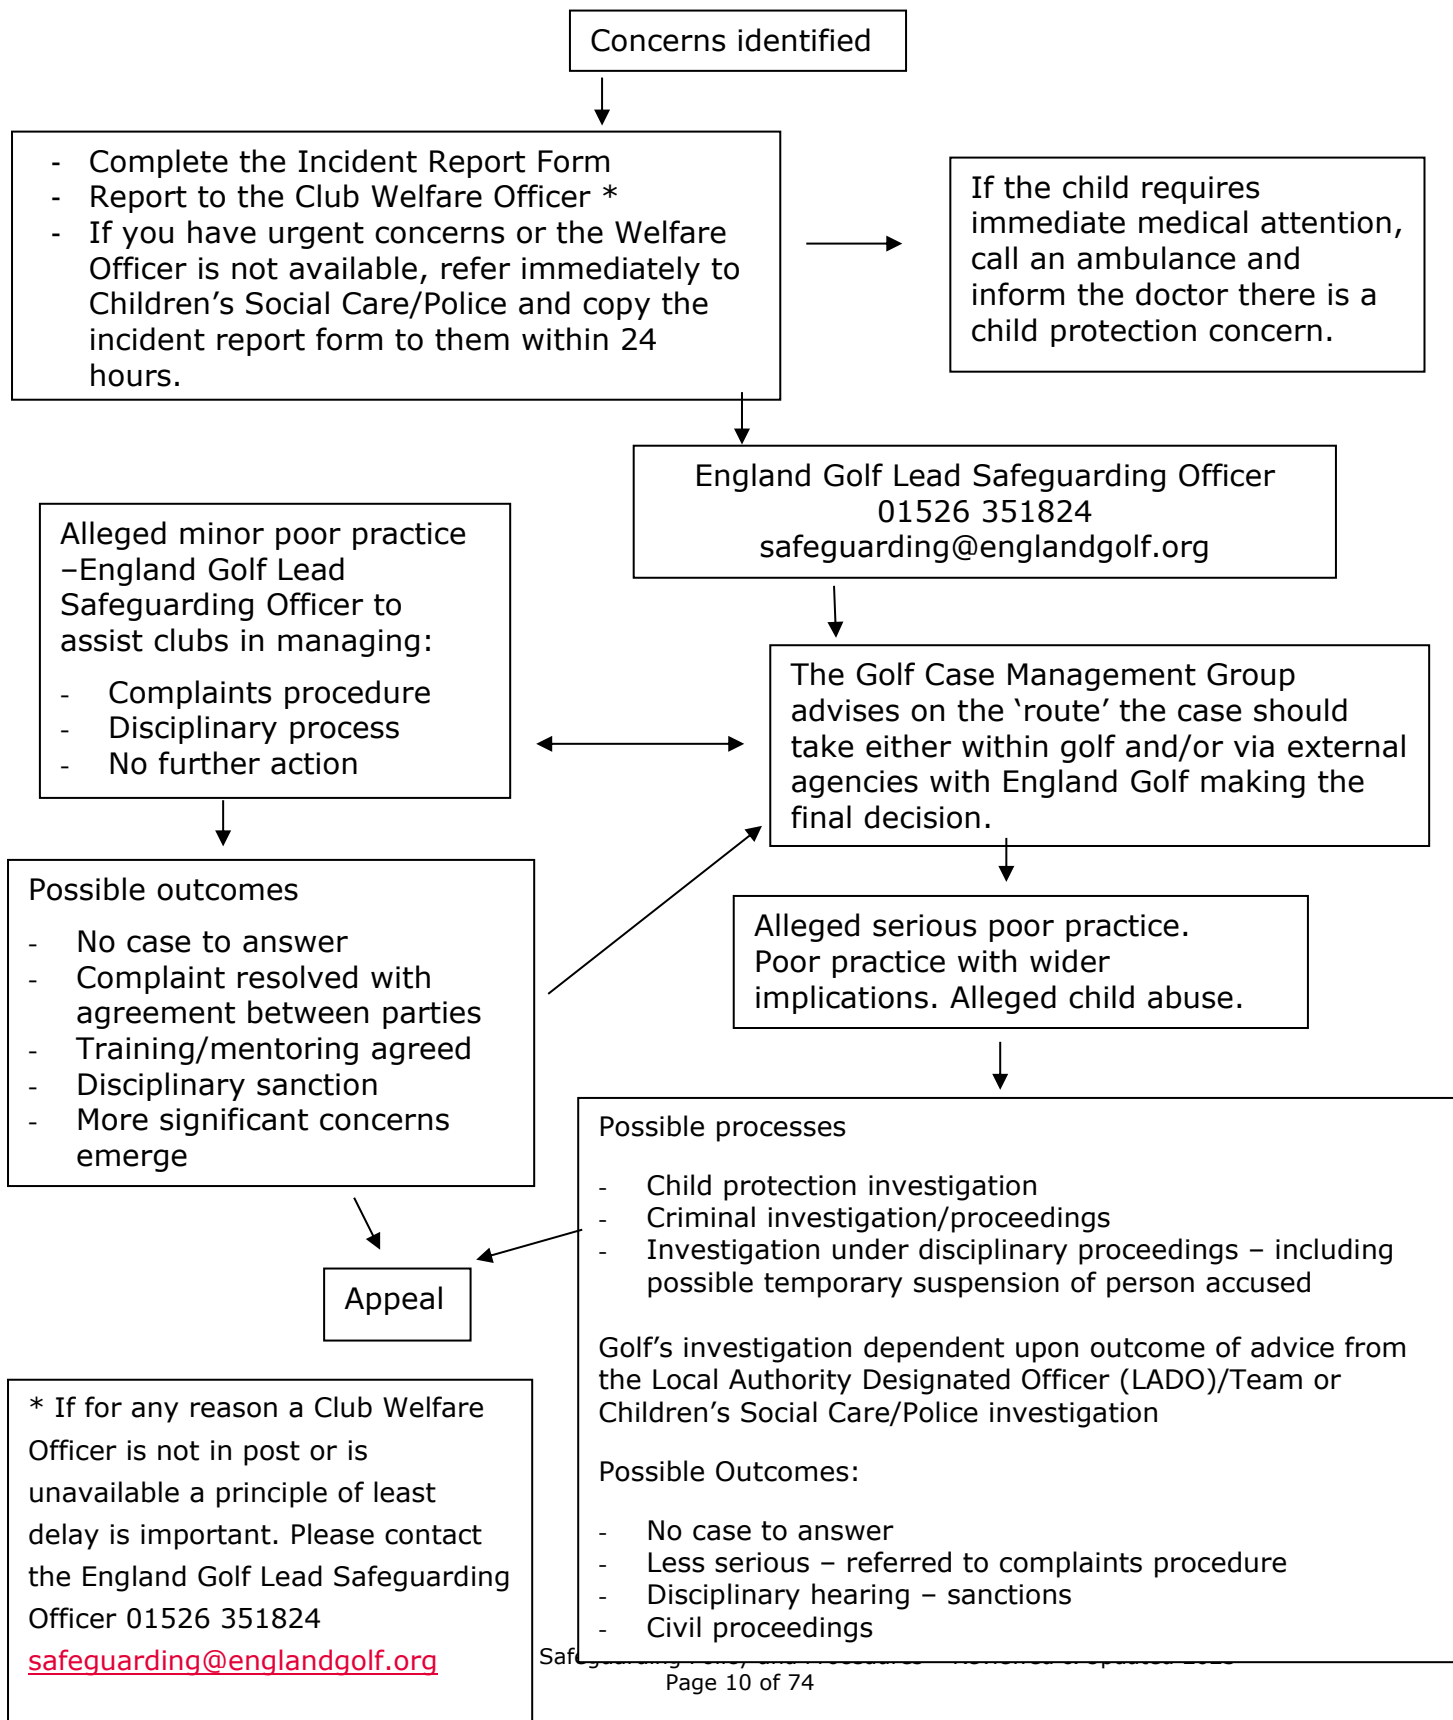 Concerns identified
- Complete the Incident Report Form
- Report to the Club Welfare Officer *
- If you have urgent concerns or the Welfare
Officer is not available, refer immediately to
Children’s Social Care/Police and copy the
incident report form to them within 24
hours.
If the child requires
immediate medical attention,
call an ambulance and
inform the doctor there is a
child protection concern.
England Golf Lead Safeguarding Officer
01526 351824
safeguarding@englandgolf.org
Alleged minor poor practice
–England Golf Lead
Safeguarding Officer to
assist clubs in managing:
- Complaints procedure
- Disciplinary process
- No further action
The Golf Case Management Group
advises on the ‘route’ the case should
take either within golf and/or via external
agencies with England Golf making the
final decision.
Possible outcomes
- No case to answer
- Complaint resolved with
agreement between parties
- Training/mentoring agreed
- Disciplinary sanction
- More significant concerns
emerge
Alleged serious poor practice.
Poor practice with wider
implications. Alleged child abuse.
Possible processes
- Child protection investigation
- Criminal investigation/proceedings
- Investigation under disciplinary proceedings – including
possible temporary suspension of person accused
Golf’s investigation dependent upon outcome of advice from
the Local Authority Designated Officer (LADO)/Team or
Children’s Social Care/Police investigation
Possible Outcomes:
- No case to answer
- Less serious – referred to complaints procedure
- Disciplinary hearing – sanctions
- Civil proceedings
Appeal
* If for any reason a Club Welfare
Officer is not in post or is
unavailable a principle of least
delay is important. Please contact
the England Golf Lead Safeguarding
Officer 01526 351824
safeguarding@englandgolf.org
Page 10 of 74